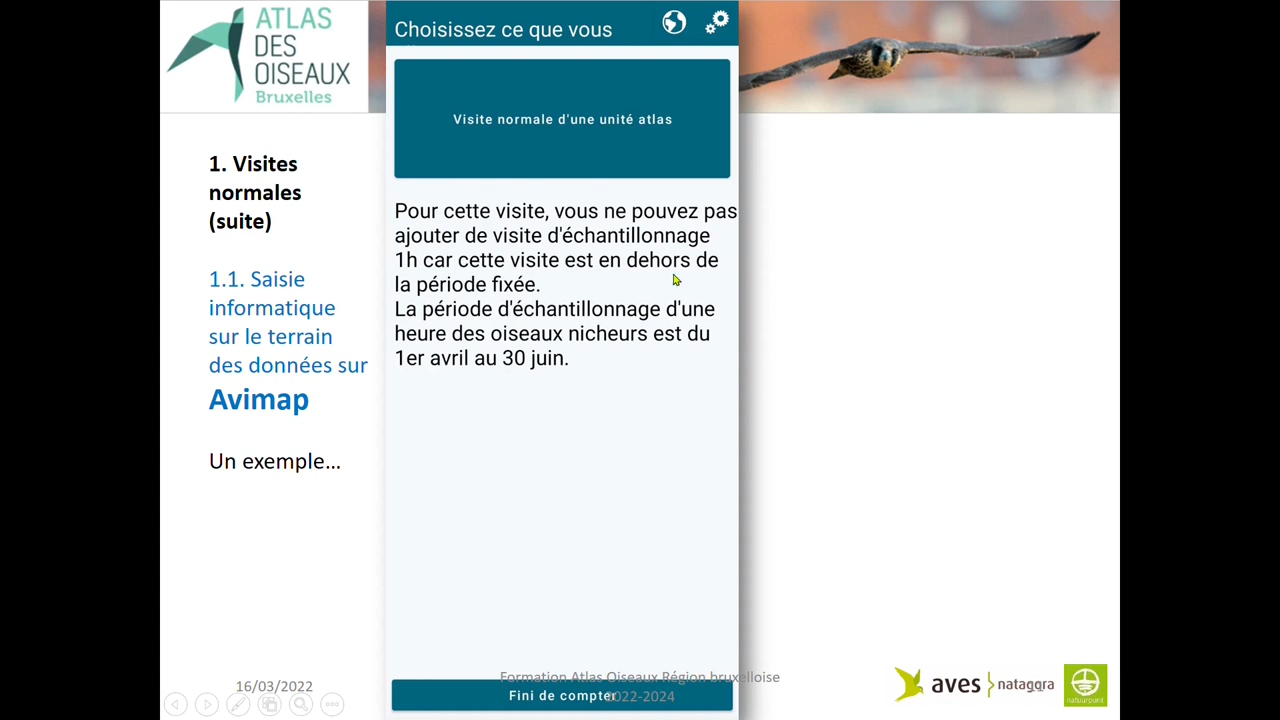 ATLAS
DES
OISEAUX
Bruxelles
Choisissez ce que vous
Visite normale d'une unité atlas
1. Visites
normales
(suite)
1.1. Saisie
informatique
sur le terrain
des données sur
Avimap
Un exemple...
Pour cette visite, vous ne pouvez pas
ajouter de visite d'échantillonnage
1h car cette visite est en dehors de
la période fixée.
La période d'échantillonnage d'une
heure des oiseaux nicheurs est du
1er avril au 30 juin.
16/03/2022
Formation Atlas Oiseaux Région bruxelloise
2022-2024
Fini de compter
aves
natagora
natuurpunt